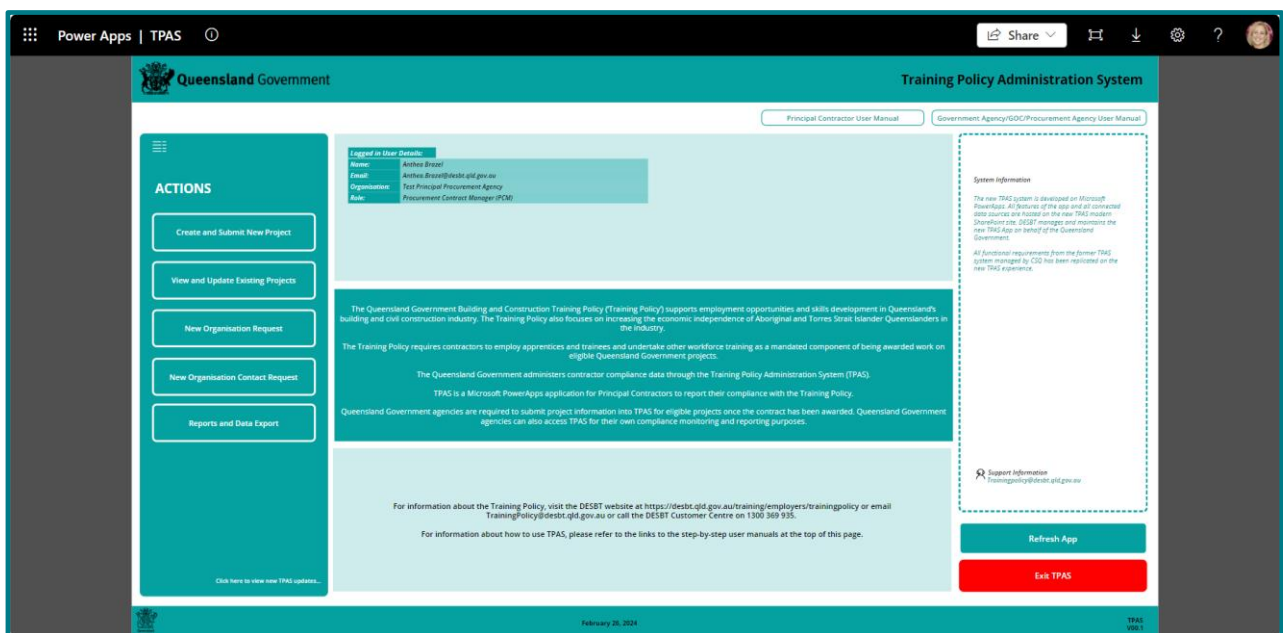 Power Apps | TPAS
Share
?
Queensland Government
Training Policy Administration System
Principal Contractor User Manual
Government Agency/GOC/Procurement Agency User Manual
ACTIONS
Create and Submit New Project
View and Update Existing Projects
New Organisation Request
New Organisation Contact Request
Reports and Data Export
Click here to view new TPAS updates...
Logged in User Details:
Name: Anthea Brazel
Email: Anthea.Brazel@desbt.qld.gov.au
Organisation: Test Principal Procurement Agency
Role: Procurement Contract Manager (PCM)
The Queensland Government Building and Construction Training Policy ('Training Policy') supports employment opportunities and skills development in Queensland's
building and civil construction industry. The Training Policy also focuses on increasing the economic independence of Aboriginal and Torres Strait Islander Queenslanders in
the industry.
The Training Policy requires contractors to employ apprentices and trainees and undertake other workforce training as a mandated component of being awarded work on
eligible Queensland Government projects.
The Queensland Government administers contractor compliance data through the Training Policy Administration System (TPAS).
TPAS is a Microsoft PowerApps application for Principal Contractors to report their compliance with the Training Policy.
Queensland Government agencies are required to submit project information into TPAS for eligible projects once the contract has been awarded. Queensland Government
agencies can also access TPAS for their own compliance monitoring and reporting purposes.
For information about the Training Policy, visit the DESBT website at https://desbt.qld.gov.au/training/employers/trainingpolicy or email
TrainingPolicy@desbt.qld.gov.au or call the DESBT Customer Centre on 1300 369 935.
For information about how to use TPAS, please refer to the links to the step-by-step user manuals at the top of this page.
System Information
The new TPAS system is developed on Microsoft
PowerApps. All features of the app and all connected
data sources are hosted on the new TPAS modern
SharePoint site. DESBT manages and maintains the
new TPAS App on behalf of the Queensland
Government.
All functional requirements from the former TPAS
system managed by CSQ has been replicated on the
new TPAS experience.
Support Information
Trainingpolicy@desbt.qld.gov.au
Refresh App
Exit TPAS
February 20, 2024
TPAS
V00.1